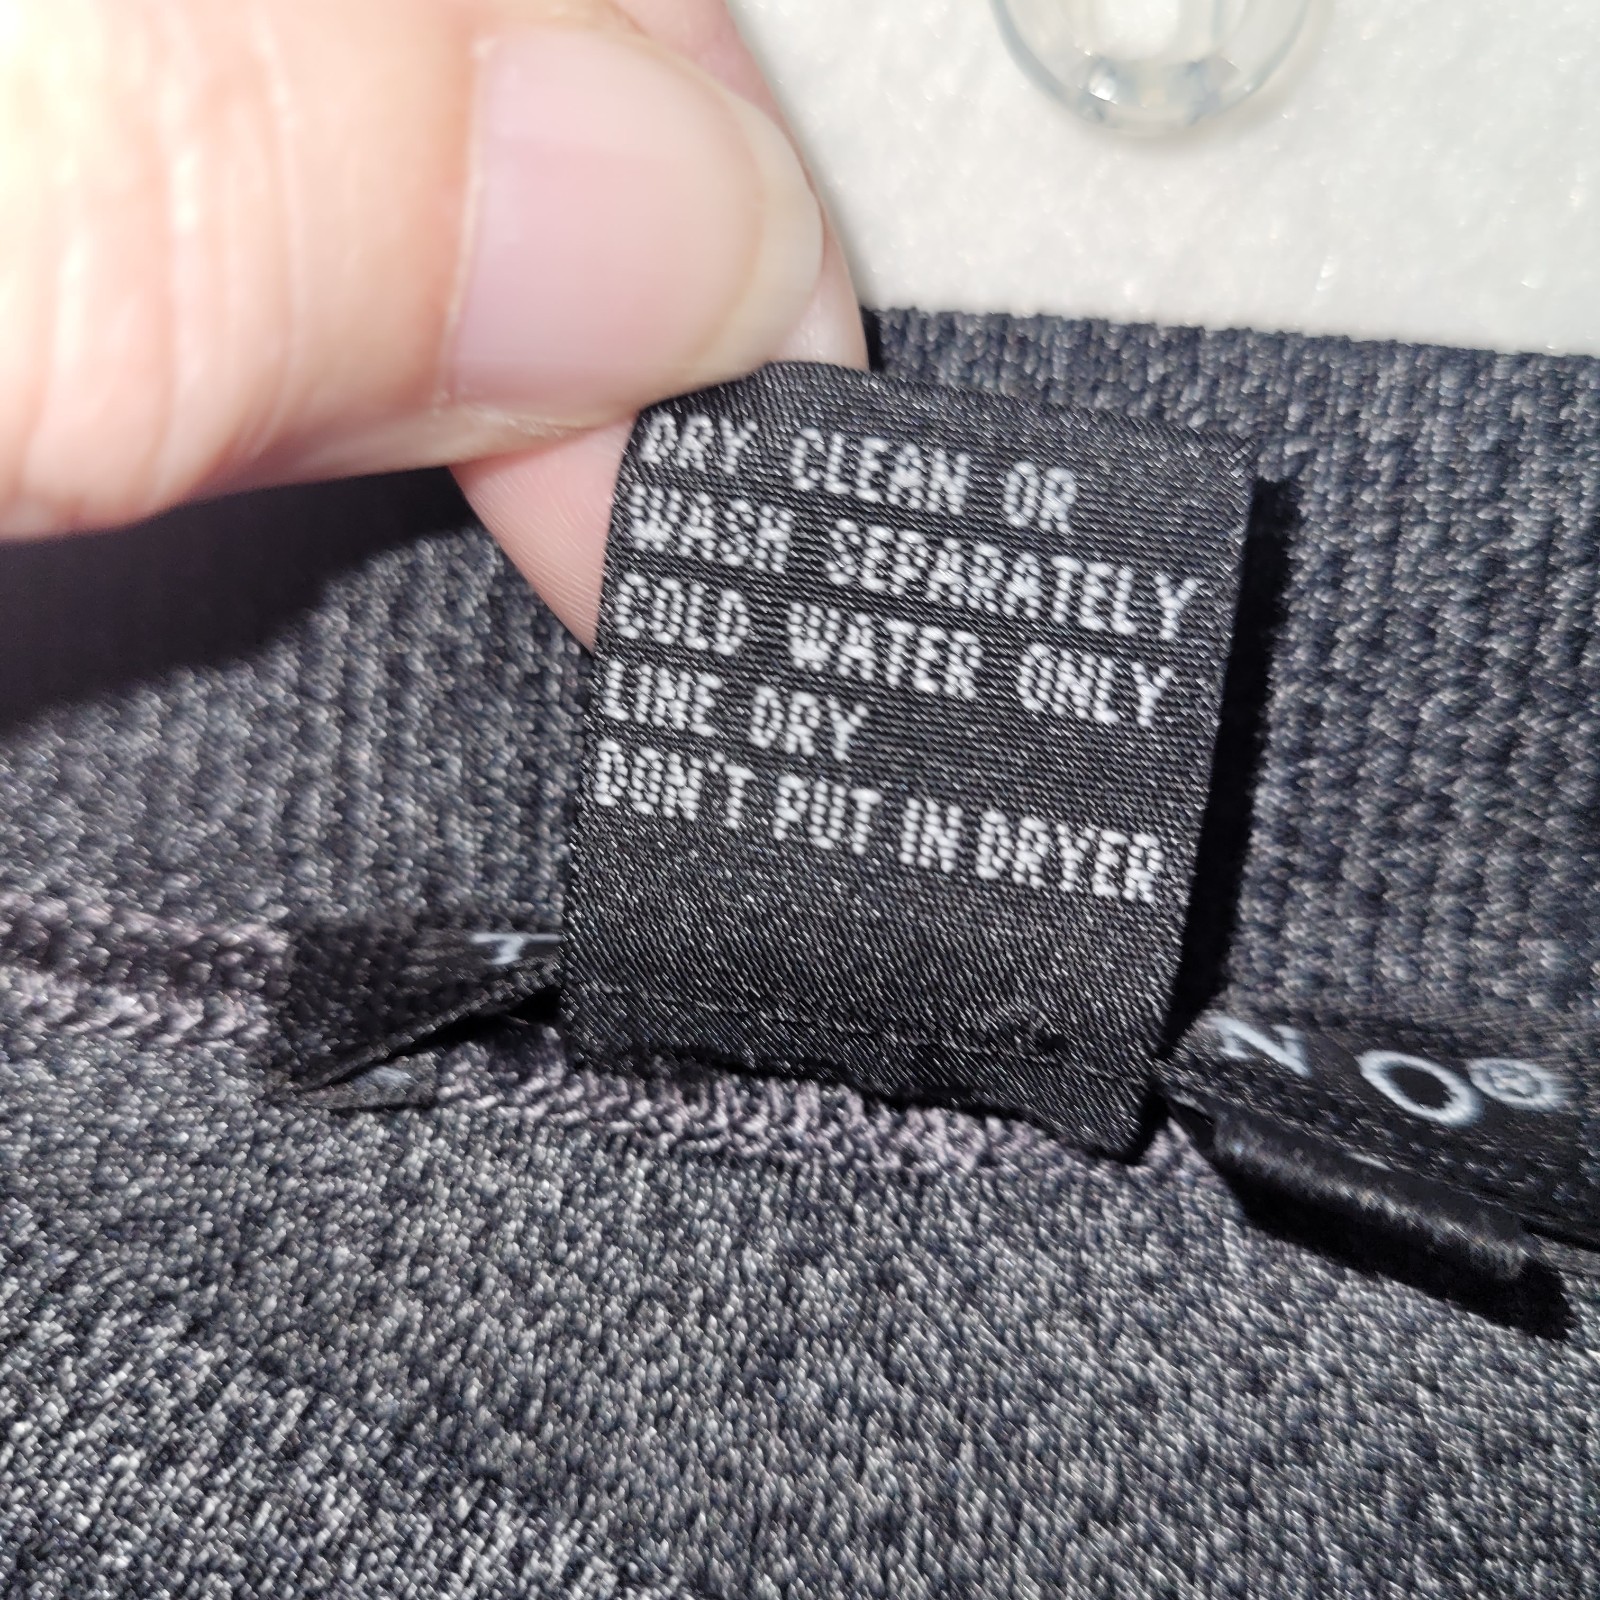 DRY CLEAN OR
WASH SEPARATELY
COLD WATER ONLY
LINE DRY
DON'T PUT IN DRYER
N O®